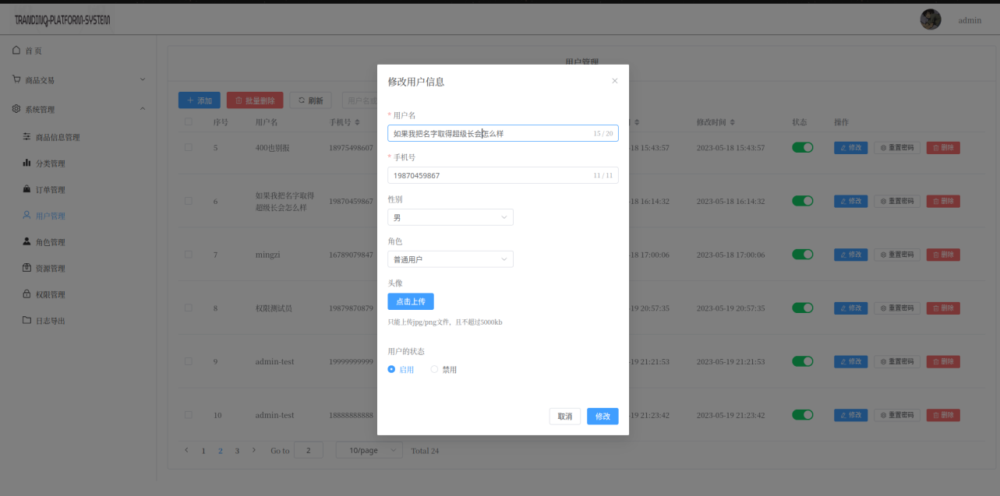 TRANDINQ-PLATFORM-SYSTEM
admin
首页
商品交易
系统管理
商品信息管理
分类管理
订单管理
用户管理
角色管理
资源管理
权限管理
日志导出
用户管理
添加 批量删除 刷新
序号 用户名 手机号 修改时间 状态 操作
5 400也别报 18975498607 18 15:43:57 2023-05-18 15:43:57 修改 重置密码 删除
6 如果我把名字取得 19870459867 18 16:14:32 2023-05-18 16:14:32 修改 重置密码 删除
超级长会怎么样
7 mingzi 16789079847 18 17:00:06 2023-05-18 17:00:06 修改 重置密码 删除
8 权限测试员 19879870879 19 20:57:35 2023-05-19 20:57:35 修改 重置密码 删除
9 admin-test 19999999999 19 21:21:53 2023-05-19 21:21:53 修改 重置密码 删除
10 admin-test 18888888888 19 21:23:42 2023-05-19 21:23:42 修改 重置密码 删除
1 2 3 Go to 2 10/page Total 24
修改用户信息
* 用户名
如果我把名字取得超级长会怎么样 15 / 20
* 手机号
19870459867 11 / 11
性别
男
角色
普通用户
头像
点击上传
只能上传jpg/png文件，且不超过5000kb
用户的状态
启用 禁用
取消 修改